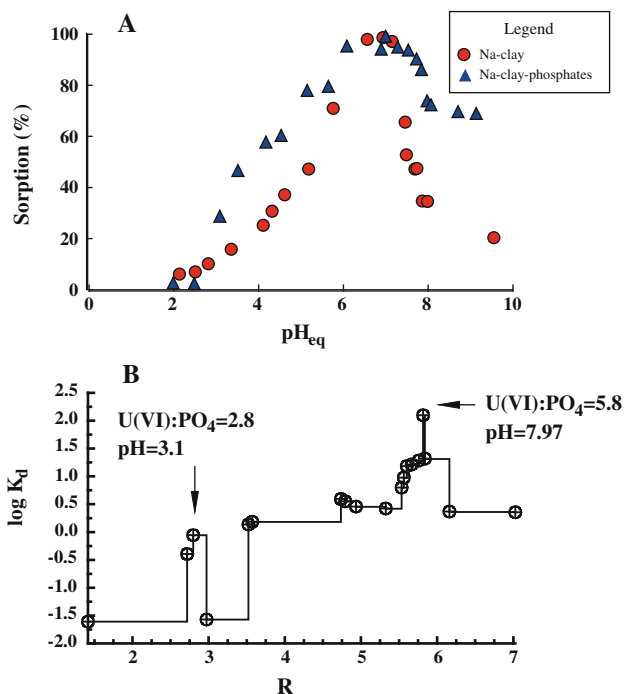 A
Legend
Na-clay
Na-clay-phosphates
Sorption (%)
100
80
60
40
20
0
0 2 4 6 8 10
pHeq
B
U(VI):PO4=2.8
pH=3.1
U(VI):PO4=5.8
pH=7.97
log Kd
2.5
2.0
1.5
1.0
0.5
0.0
-0.5
-1.0
-1.5
-2.0
2 3 4 5 6 7
R